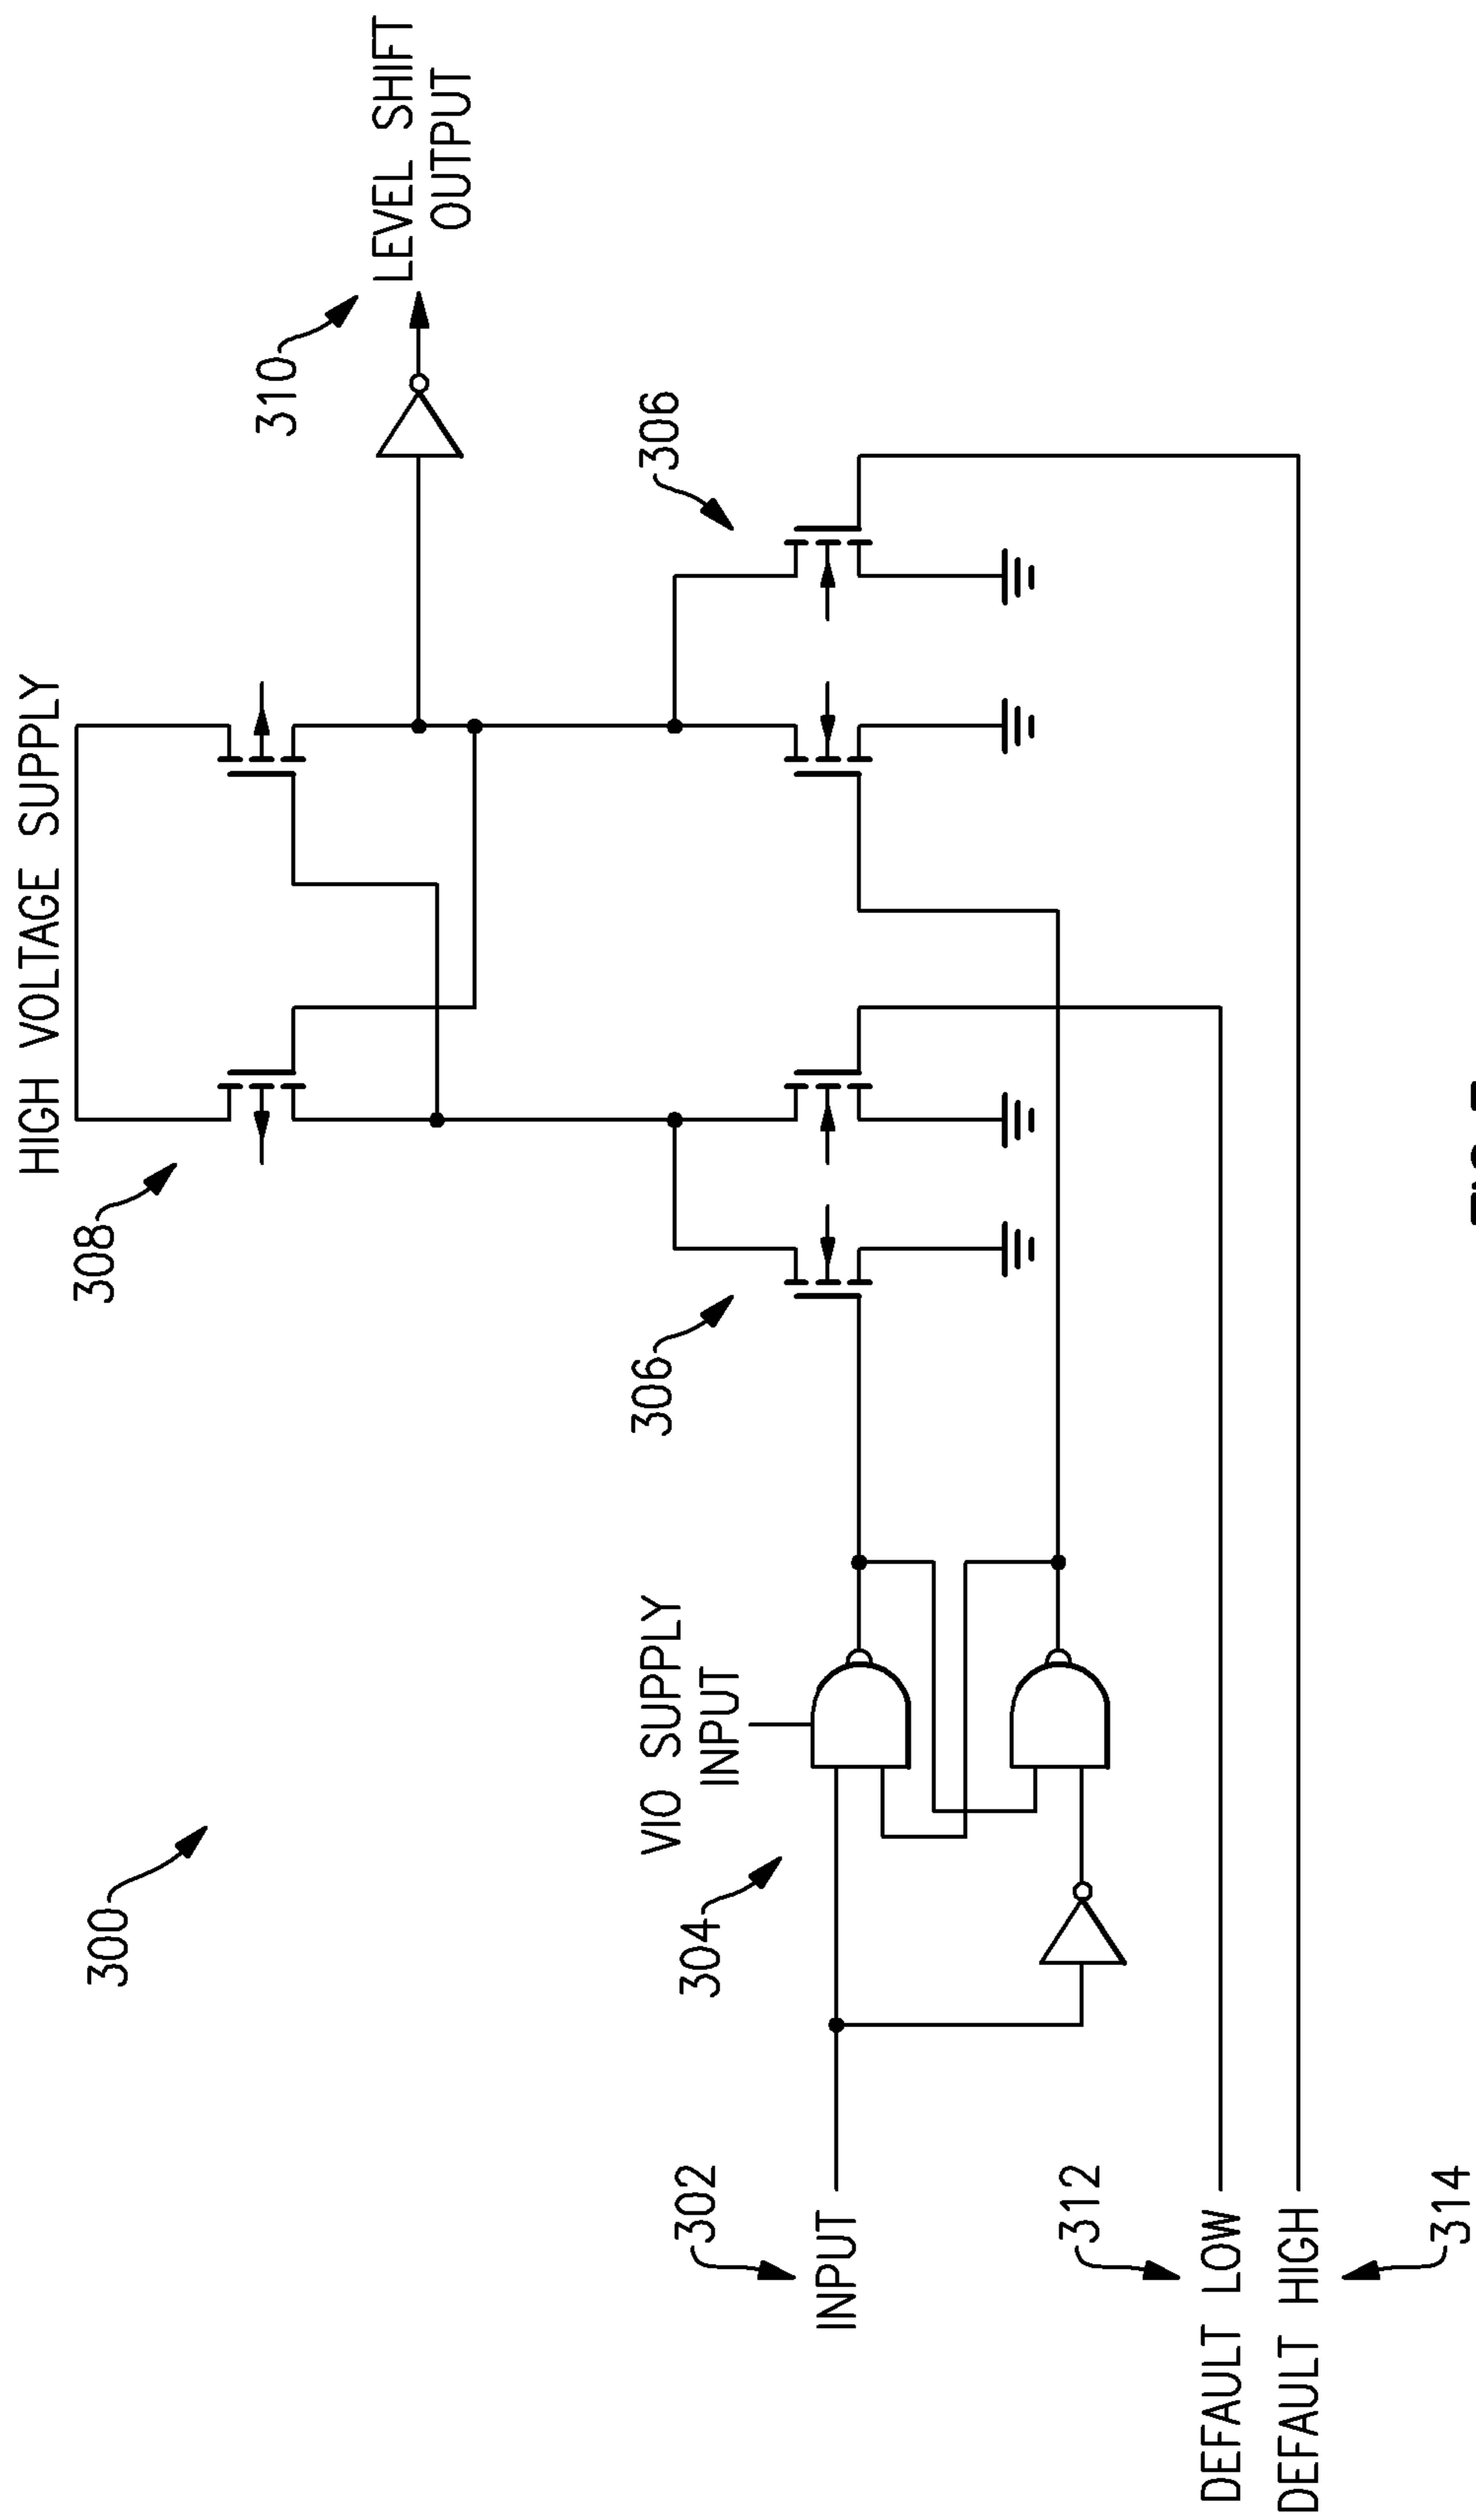 HIGH VOLTAGE SUPPLY
308
310
LEVEL SHIFT
OUTPUT
300
306
306
VIO SUPPLY
INPUT
304
302
INPUT
312
DEFAULT LOW
DEFAULT HIGH
314